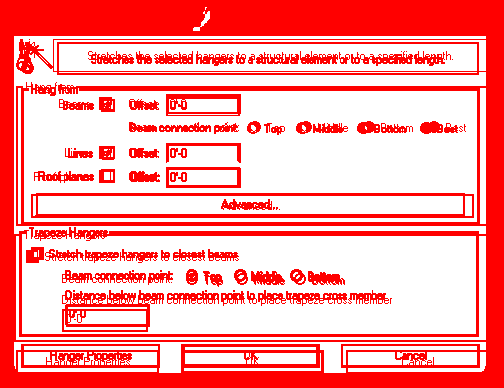 Stretches the selected hangers to a structural element or to a specified length.
Hang from
Beams Offset: 0'-0
Beam connection point: Top Middle Bottom Best
Lines Offset: 0'-0
Roof planes Offset: 0'-0
Advanced...
Trapeze Hangers
Stretch trapeze hangers to closest beams
Beam connection point: Top Middle Bottom
Distance below beam connection point to place trapeze cross member
0'-0
Hanger Properties OK Cancel